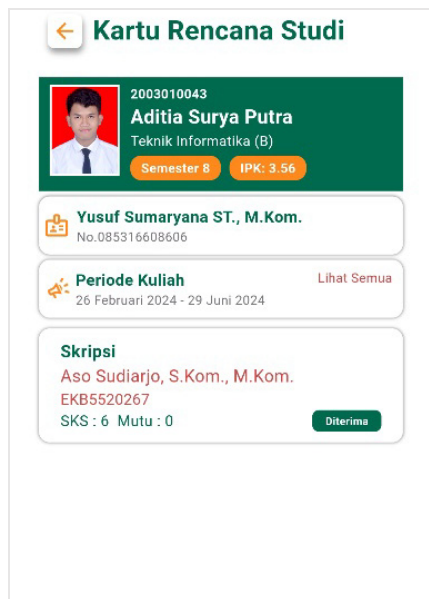 Kartu Rencana Studi
2003010043
Aditia Surya Putra
Teknik Informatika (B)
Semester 8 IPK: 3.56
Yusuf Sumaryana ST., M.Kom.
No.085316608606
Periode Kuliah Lihat Semua
26 Februari 2024 - 29 Juni 2024
Skripsi
Aso Sudiarjo, S.Kom., M.Kom.
EKB5520267
SKS : 6 Mutu : 0 Diterima